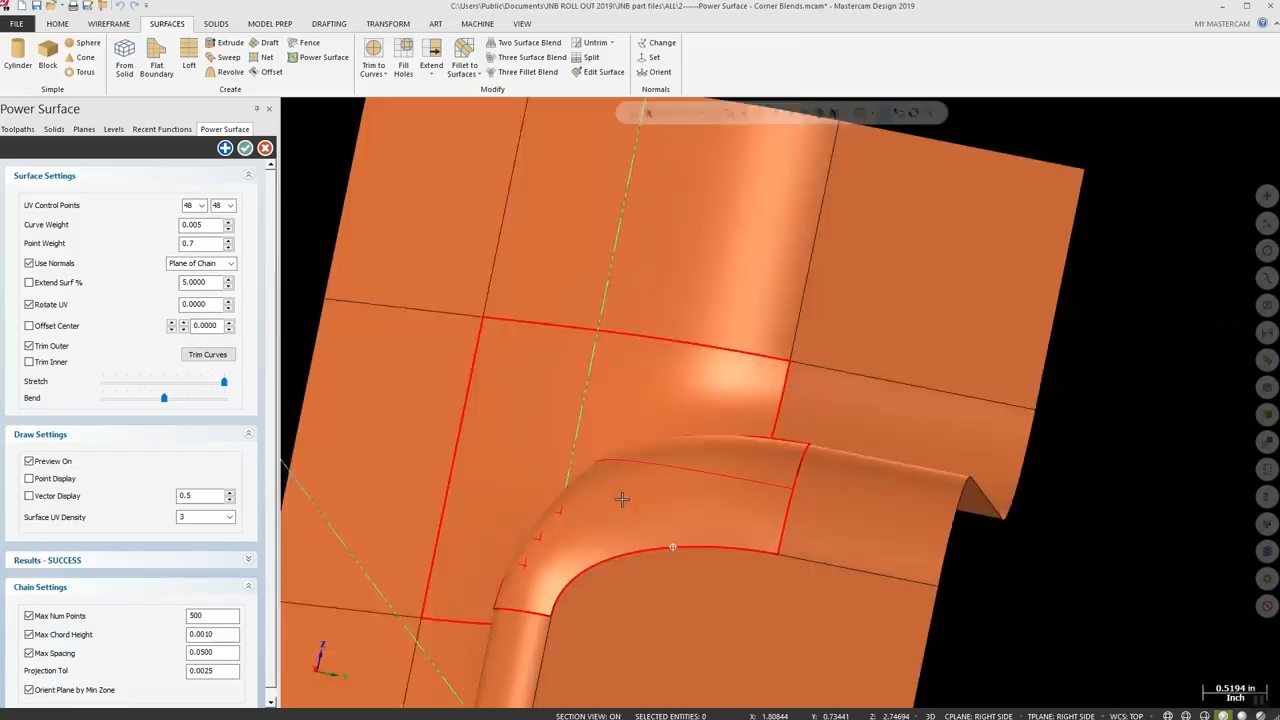 C:\Users\Public\Documents\!NB ROLL OUT 2019!\NB part files\ALL\2------Power Surface - Corner Blends.mcam* - Mastercam Design 2019
FILE HOME WIREFRAME SURFACES SOLIDS MODEL PREP DRAFTING TRANSFORM ART MACHINE VIEW MY MASTERCAM
Cylinder Block Sphere Cone Torus
Simple
From Solid Flat Boundary Loft Extrude Sweep Revolve Draft Net Offset Fence Power Surface
Create
Trim to Curves Fill Holes Extend Fillet to Surfaces Two Surface Blend Three Surface Blend Three Fillet Blend Untrim Split Edit Surface
Modify
Change Set Orient
Normals
Power Surface
Toolpaths Solids Planes Levels Recent Functions Power Surface
Surface Settings
UV Control Points 48 48
Curve Weight 0.005
Point Weight 0.7
Use Normals Plane of Chain
Extend Surf % 5.0000
Rotate UV 0.0000
Offset Center 0.0000
Trim Outer
Trim Inner Trim Curves
Stretch
Bend
Draw Settings
Preview On
Point Display
Vector Display 0.5
Surface UV Density 3
Results - SUCCESS
Chain Settings
Max Num Points 500
Max Chord Height 0.0010
Max Spacing 0.0500
Projection Tol 0.0025
Orient Plane by Min Zone
Z
0.5194 in
Inch
SECTION VIEW: ON SELECTED ENTITIES: 0 X: 1.80844 Y: 0.73441 Z: 2.74694 3D CPLANE: RIGHT SIDE TPLANE: RIGHT SIDE WCS: TOP